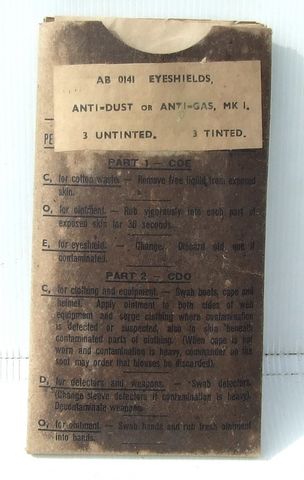 AB 0141 EYESHIELDS,
ANTI-DUST OR ANTI-GAS, MK I.
3 UNTINTED. 3 TINTED.
PE
PART 1 — COE
C, for cotton waste. — Remove free liquid from exposed
skin.
O, for ointment. — Rub vigorously into each part of
exposed skin for 30 seconds.
E, for eyeshield. — Change. Discard old one if
contaminated.
PART 2 — CDO
C, for clothing and equipment. — Swab boots, cape and
helmet. Apply ointment to both sides of web
equipment and serge clothing where contamination
is detected or suspected, also to skin beneath
contaminated parts of clothing. (When cape is not
worn and contamination is heavy, commander on the
spot may order that blouses be discarded).
D, for detectors and weapons. — Swab detectors.
(Change sleeve detectors if contamination is heavy).
Decontaminate weapons.
O, for ointment. — Swab hands and rub fresh ointment
into hands.